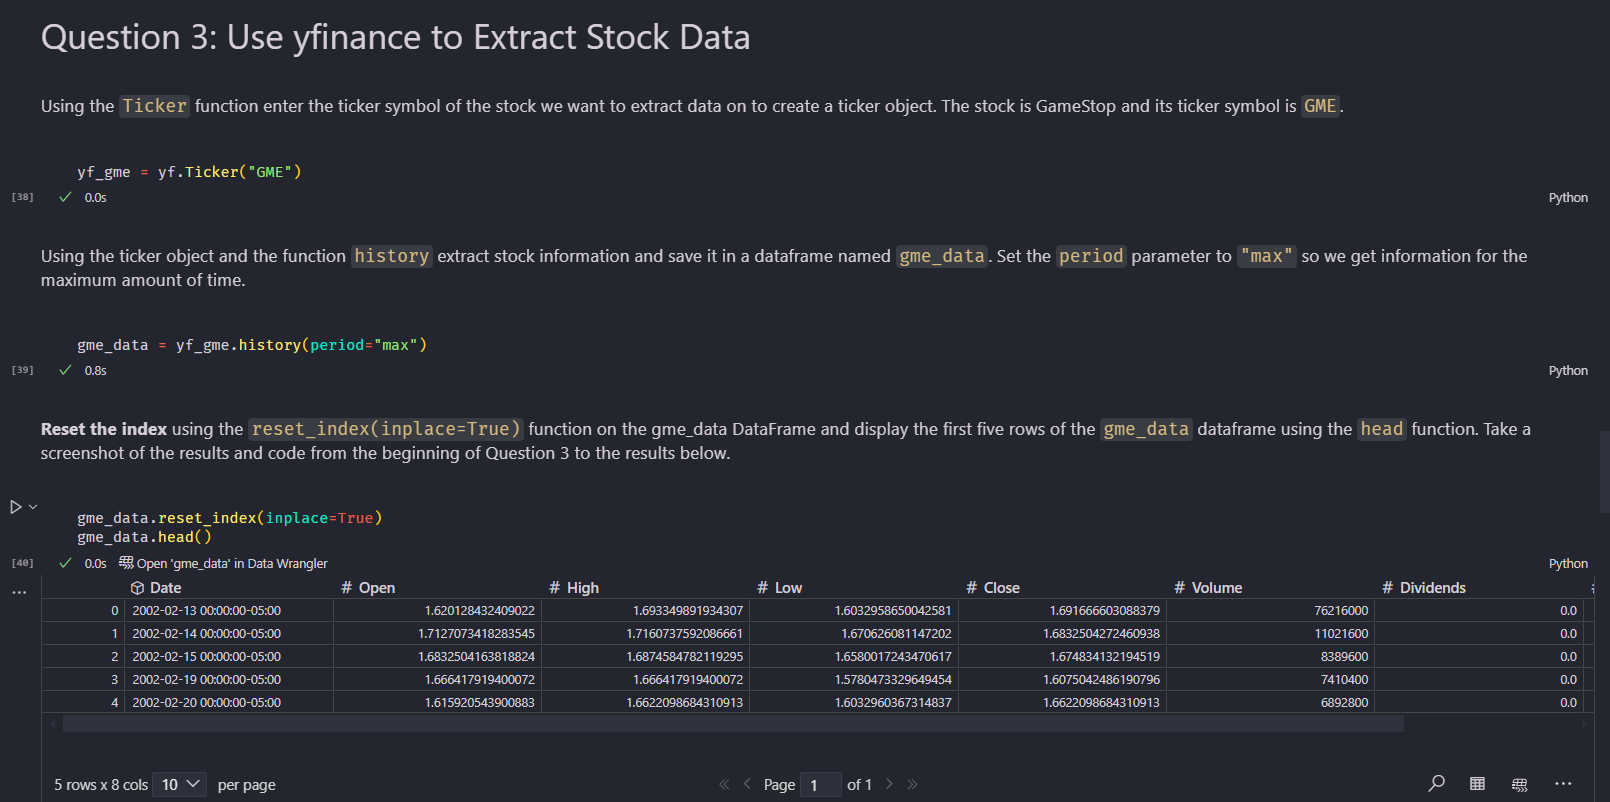 Question 3: Use yfinance to Extract Stock Data
Using the Ticker function enter the ticker symbol of the stock we want to extract data on to create a ticker object. The stock is GameStop and its ticker symbol is GME.
yf_gme = yf.Ticker("GME")
[38] 0.0s Python
Using the ticker object and the function history extract stock information and save it in a dataframe named gme_data. Set the period parameter to "max" so we get information for the
maximum amount of time.
gme_data = yf_gme.history(period="max")
[39] 0.8s Python
Reset the index using the reset_index(inplace=True) function on the gme_data DataFrame and display the first five rows of the gme_data dataframe using the head function. Take a
screenshot of the results and code from the beginning of Question 3 to the results below.
gme_data.reset_index(inplace=True)
gme_data.head()
[40] 0.0s Open 'gme_data' in Data Wrangler Python
Date # Open # High # Low # Close # Volume # Dividends
0 2002-02-13 00:00:00-05:00 1.620128432409022 1.693349891934307 1.6032958650042581 1.691666603088379 76216000 0.0
1 2002-02-14 00:00:00-05:00 1.7127073418283545 1.7160737592086661 1.670626081147202 1.6832504272460938 11021600 0.0
2 2002-02-15 00:00:00-05:00 1.6832504163818824 1.6874584782119295 1.6580017243470617 1.674834132194519 8389600 0.0
3 2002-02-19 00:00:00-05:00 1.666417919400072 1.666417919400072 1.5780473329649454 1.6075042486190796 7410400 0.0
4 2002-02-20 00:00:00-05:00 1.615920543900883 1.6622098684310913 1.6032960367314837 1.6622098684310913 6892800 0.0
5 rows x 8 cols 10 per page Page 1 of 1